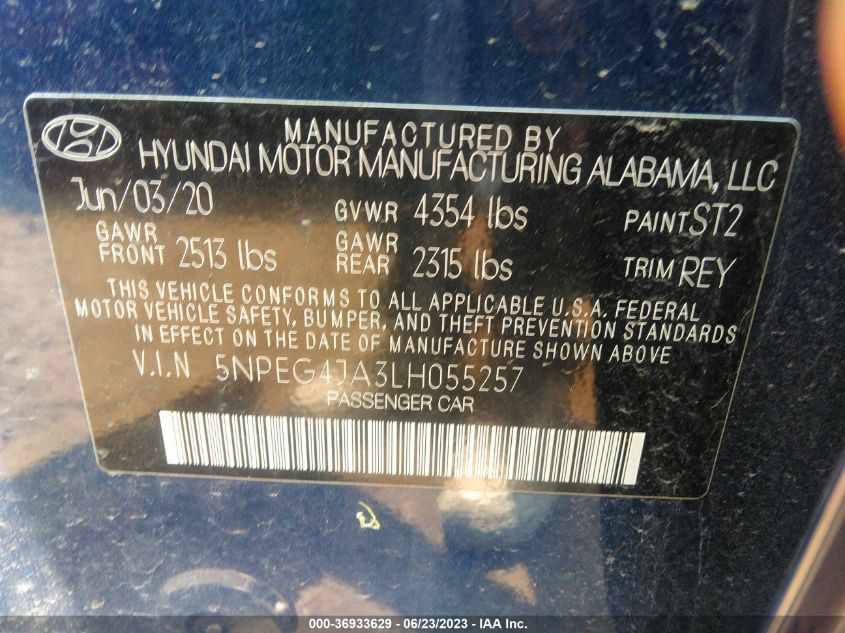 MANUFACTURED BY
HYUNDAI MOTOR MANUFACTURING ALABAMA, LLC
Jun/03/20 GVWR 4354 lbs PAINT ST2
GAWR FRONT 2513 lbs GAWR REAR 2315 lbs TRIM REY
THIS VEHICLE CONFORMS TO ALL APPLICABLE U.S.A. FEDERAL
MOTOR VEHICLE SAFETY, BUMPER, AND THEFT PREVENTION STANDARDS
IN EFFECT ON THE DATE OF MANUFACTURE SHOWN ABOVE.
V.I.N 5NPEG4JA3LH055257
PASSENGER CAR
000-36933629 - 06/23/2023 - IAA Inc.